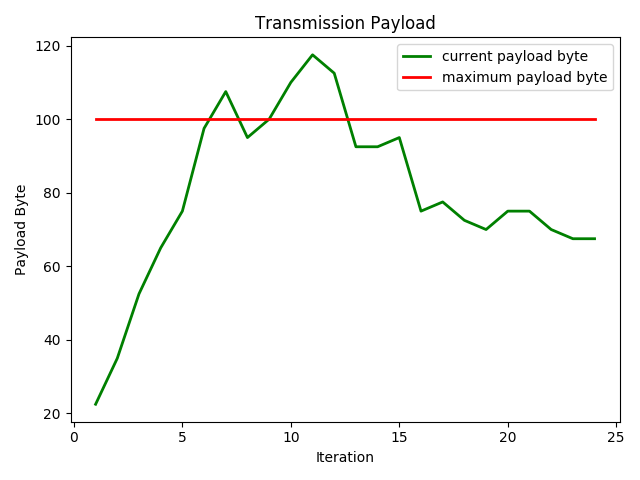 Transmission Payload
current payload byte
maximum payload byte
120
100
80
60
40
20
Payload Byte
0 5 10 15 20 25
Iteration